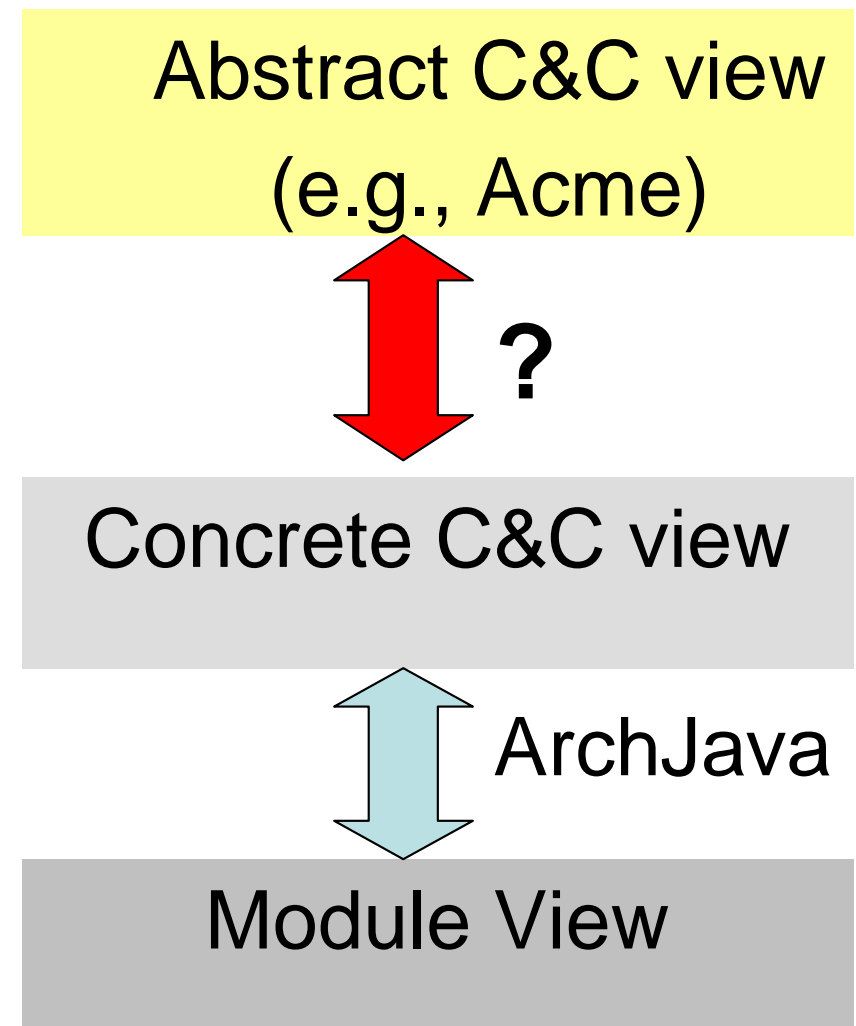 Abstract C&C view
(e.g., Acme)
?
Concrete C&C view
ArchJava
Module View